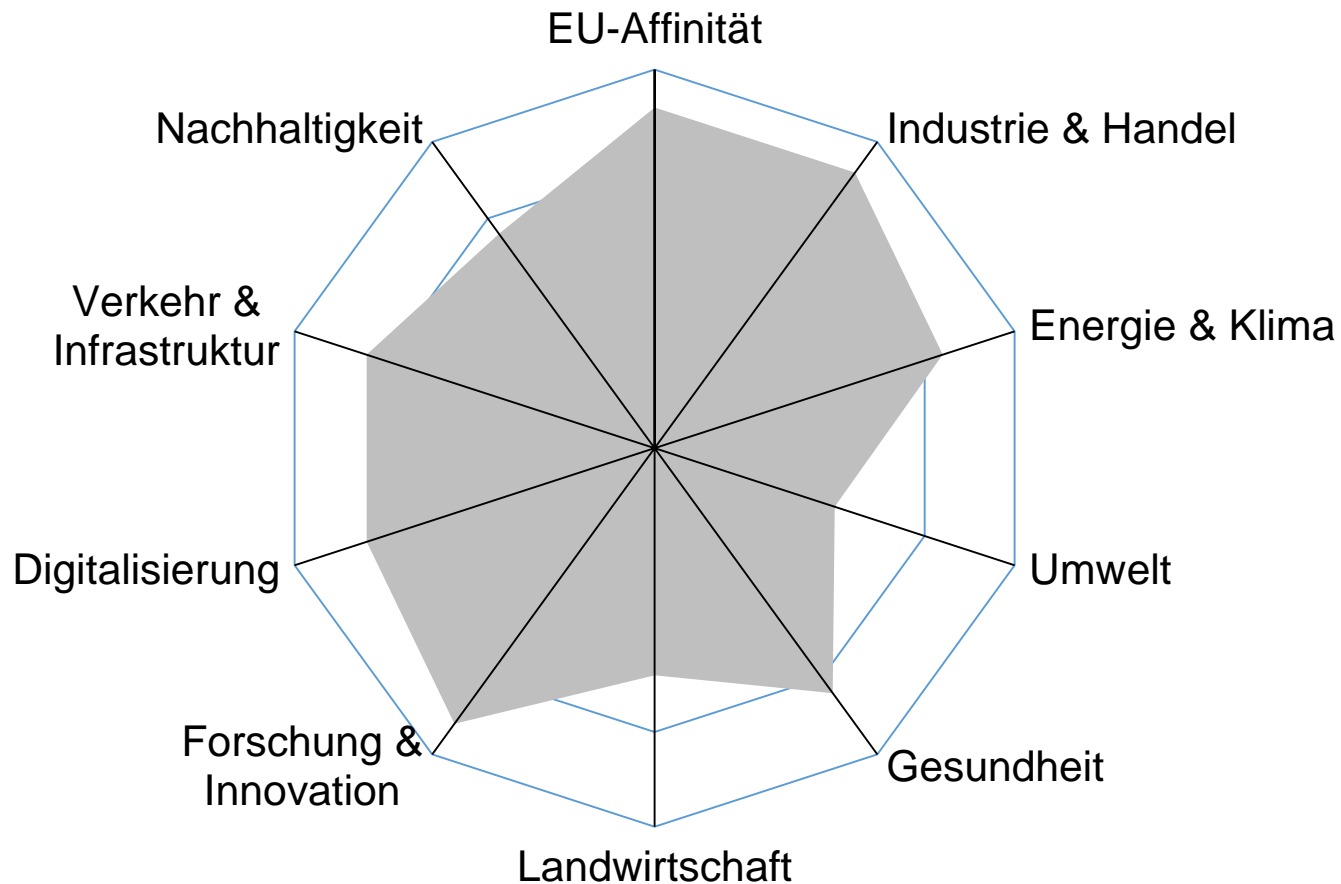 EU-Affinität
Industrie & Handel
Energie & Klima
Umwelt
Gesundheit
Landwirtschaft
Forschung &
Innovation
Digitalisierung
Verkehr &
Infrastruktur
Nachhaltigkeit